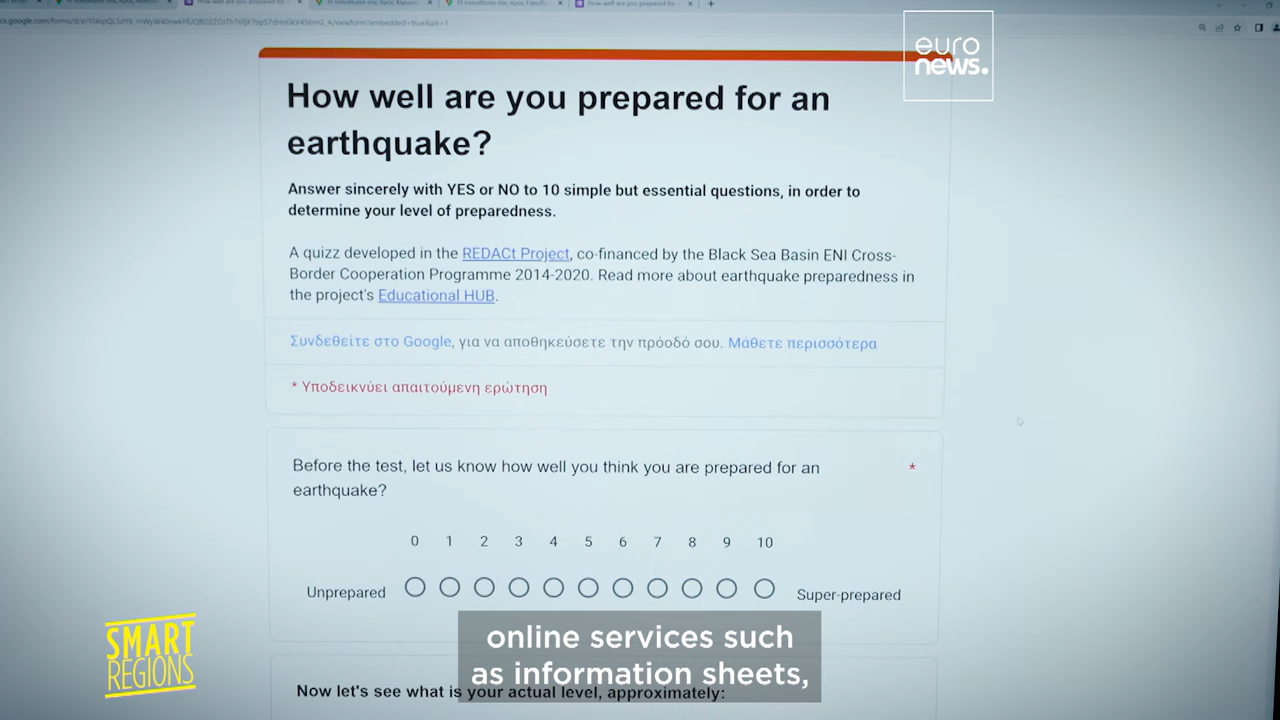 euro
news.
How well are you prepared for an
earthquake?
Answer sincerely with YES or NO to 10 simple but essential questions, in order to
determine your level of preparedness.
A quizz developed in the REDACt Project, co-financed by the Black Sea Basin ENI Cross-
Border Cooperation Programme 2014-2020. Read more about earthquake preparedness in
the project's Educational HUB.
Συνδεθείτε στο Google, για να αποθηκεύσετε την πρόοδό σου. Μάθετε περισσότερα
* Υποδεικνύει απαιτούμενη ερώτηση
Before the test, let us know how well you think you are prepared for an *
earthquake?
0 1 2 3 4 5 6 7 8 9 10
Unprepared Super-prepared
online services such
as information sheets,
Now let's see what is your actual level, approximately:
SMART
REGIONS